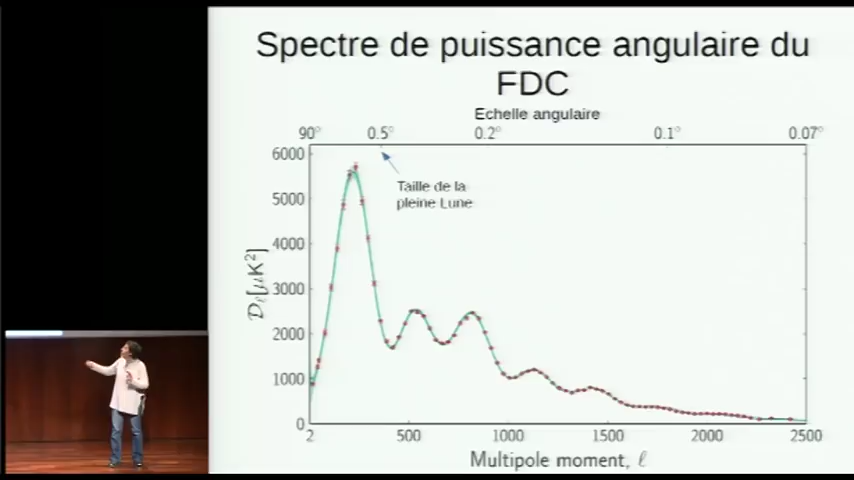 Spectre de puissance angulaire du
FDC
Echelle angulaire
90° 0.5° 0.2° 0.1° 0.07°
6000
Taille de la
pleine Lune
5000
4000
3000
2000
1000
0
𝒟ℓ[μK²]
2 500 1000 1500 2000 2500
Multipole moment, ℓ